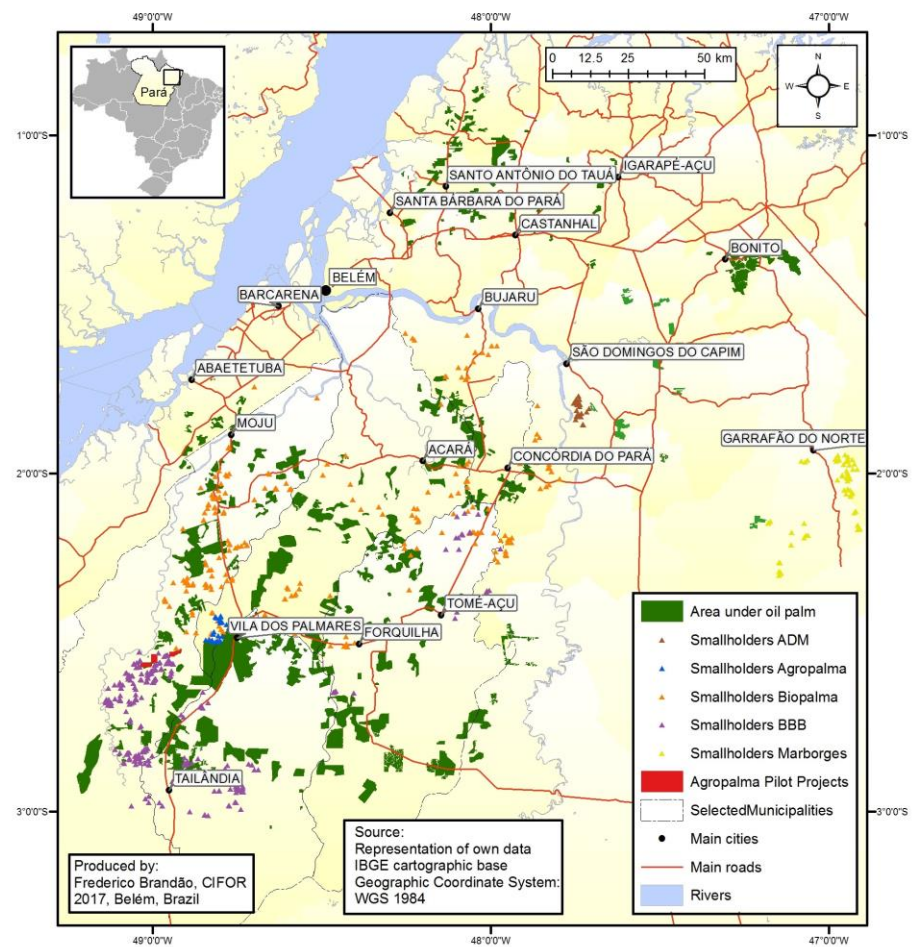 49°0'0"W
48°0'0"W
47°0'0"W
Pará
0 12.5 25 50 km
N
W E
S
1°0'0"S
1°0'0"S
IGARAPÉ-AÇU
SANTO ANTÔNIO DO TAUÁ
SANTA BÁRBARA DO PARÁ
CASTANHAL
BONITO
BELÉM
BARCARENA
BUJARU
SÃO DOMINGOS DO CAPIM
ABAETETUBA
MOJU
GARRAFÃO DO NORTE
ACARÁ
CONCÓRDIA DO PARÁ
2°0'0"S
2°0'0"S
TOMÉ-AÇU
VILA DOS PALMARES
FORQUILHA
TAILÂNDIA
3°0'0"S
3°0'0"S
Area under oil palm
Smallholders ADM
Smallholders Agropalma
Smallholders Biopalma
Smallholders BBB
Smallholders Marborges
Agropalma Pilot Projects
SelectedMunicipalities
Main cities
Main roads
Rivers
Source:
Representation of own data
IBGE cartographic base
Geographic Coordinate System:
WGS 1984
Produced by:
Frederico Brandão, CIFOR
2017, Belém, Brazil
49°0'0"W
48°0'0"W
47°0'0"W